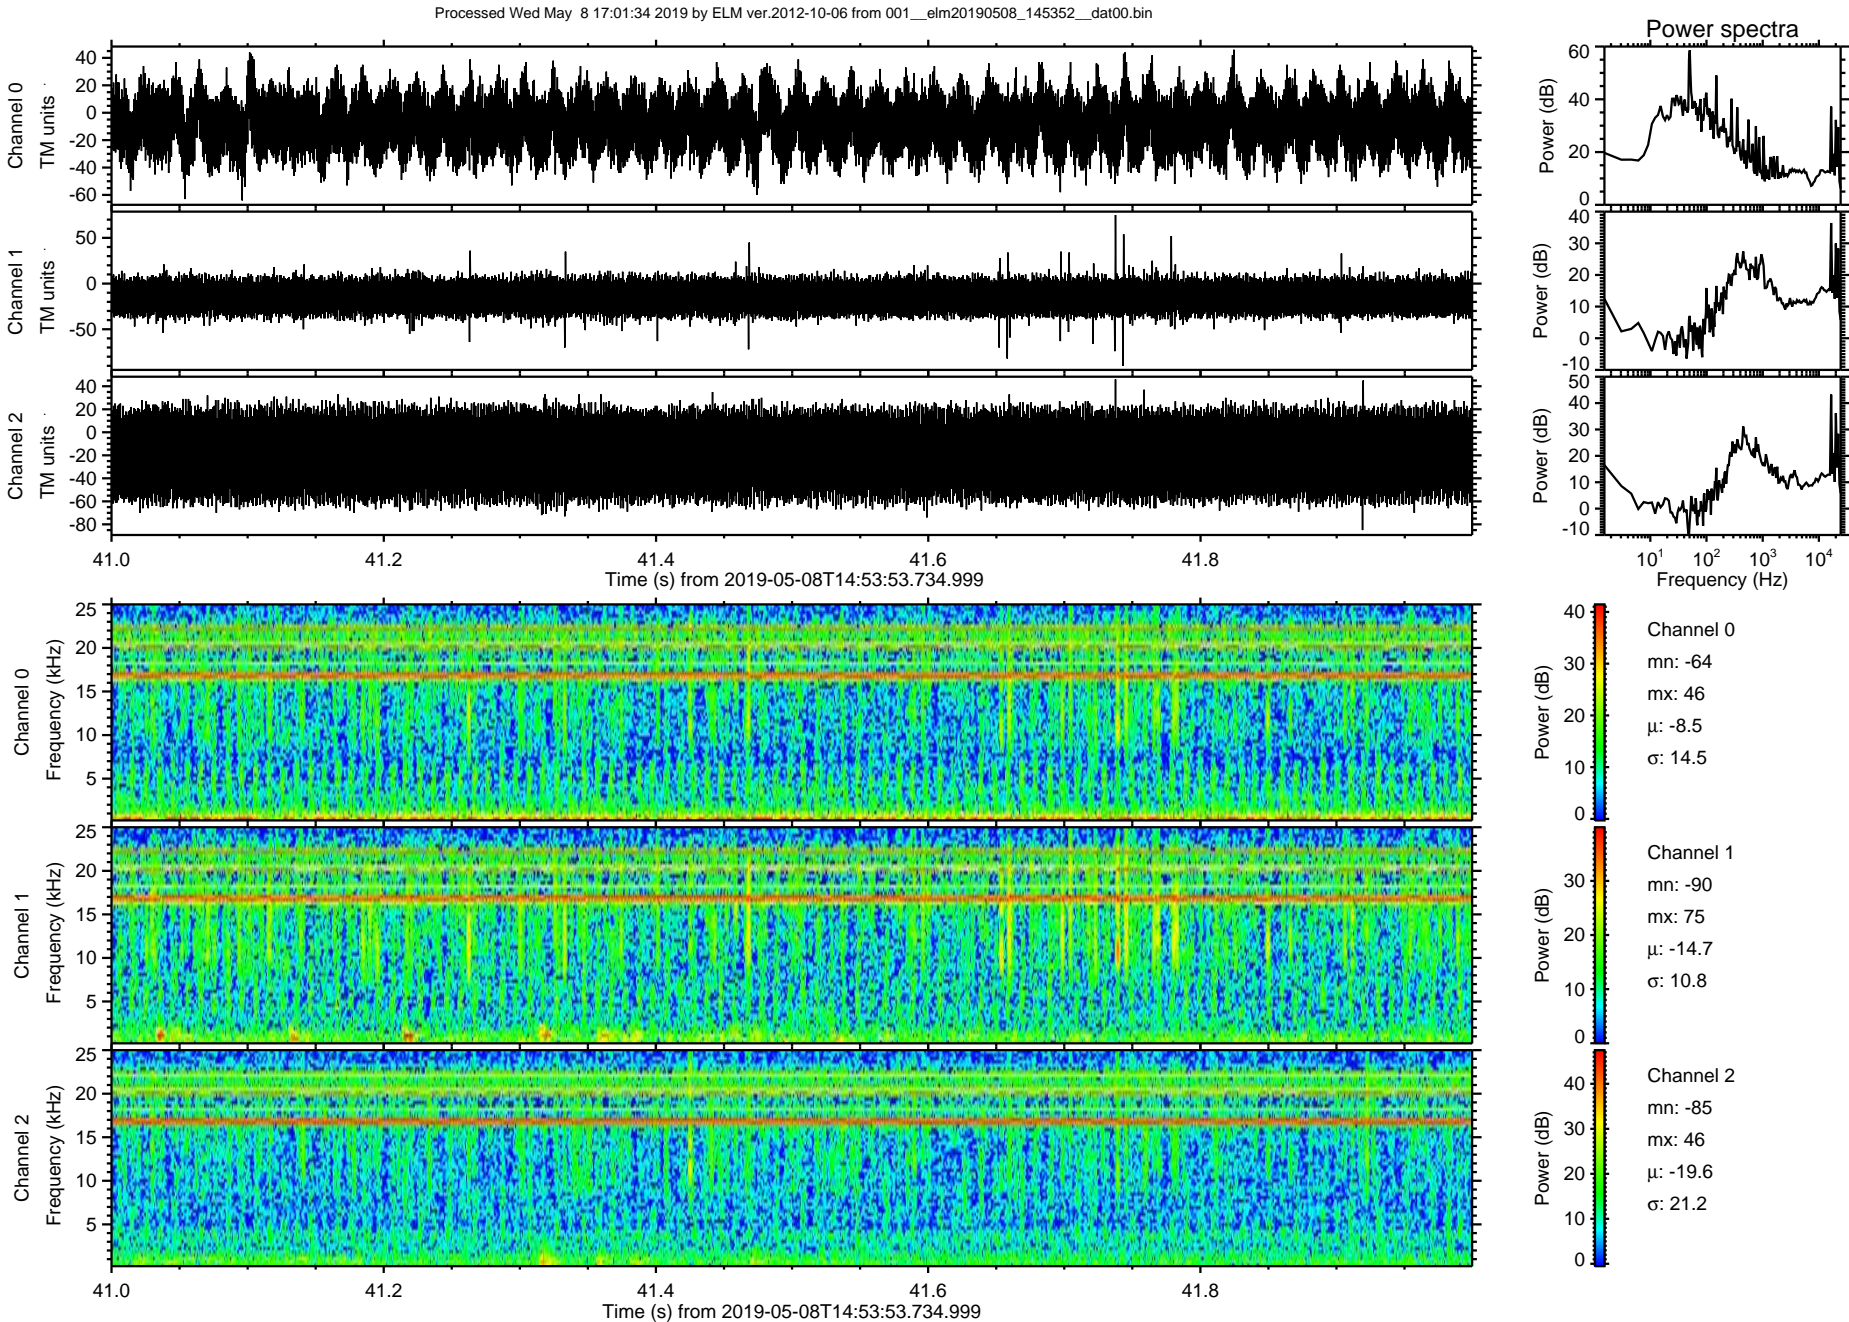 Processed Wed May  8 17:01:34 2019 by ELM ver.2012-10-06 from 001__elm20190508_145352__dat00.bin
Power spectra
Channel 0
TM units
40
20
0
-20
-40
-60
Power (dB)
60
40
20
0
Channel 1
TM units
50
0
-50
Power (dB)
40
30
20
10
0
-10
Channel 2
TM units
40
20
0
-20
-40
-60
-80
Power (dB)
50
40
30
20
10
0
-10
41.0 41.2 41.4 41.6 41.8
Time (s) from 2019-05-08T14:53:53.734.999
10^1 10^2 10^3 10^4
Frequency (Hz)
Channel 0
Frequency (kHz)
25
20
15
10
5
Power (dB)
40
30
20
10
0
Channel 0
mn: -64
mx: 46
μ: -8.5
σ: 14.5
Channel 1
Frequency (kHz)
25
20
15
10
5
Power (dB)
30
20
10
0
Channel 1
mn: -90
mx: 75
μ: -14.7
σ: 10.8
Channel 2
Frequency (kHz)
25
20
15
10
5
Power (dB)
40
30
20
10
0
Channel 2
mn: -85
mx: 46
μ: -19.6
σ: 21.2
41.0 41.2 41.4 41.6 41.8
Time (s) from 2019-05-08T14:53:53.734.999